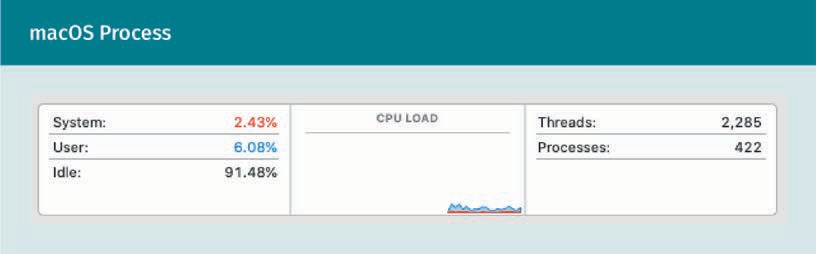 macOS Process
System: 2.43%
User: 6.08%
Idle: 91.48%
CPU LOAD
Threads: 2,285
Processes: 422